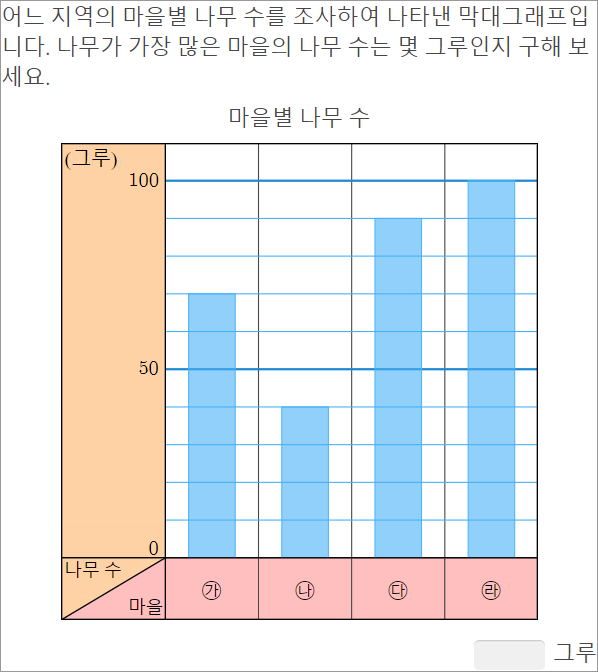 어느 지역의 마을별 나무 수를 조사하여 나타낸 막대그래프입
니다. 나무가 가장 많은 마을의 나무 수는 몇 그루인지 구해 보
세요.
마을별 나무 수
(그루)
100
50
0
나무 수
마을
㉮ ㉯ ㉰ ㉱
그루